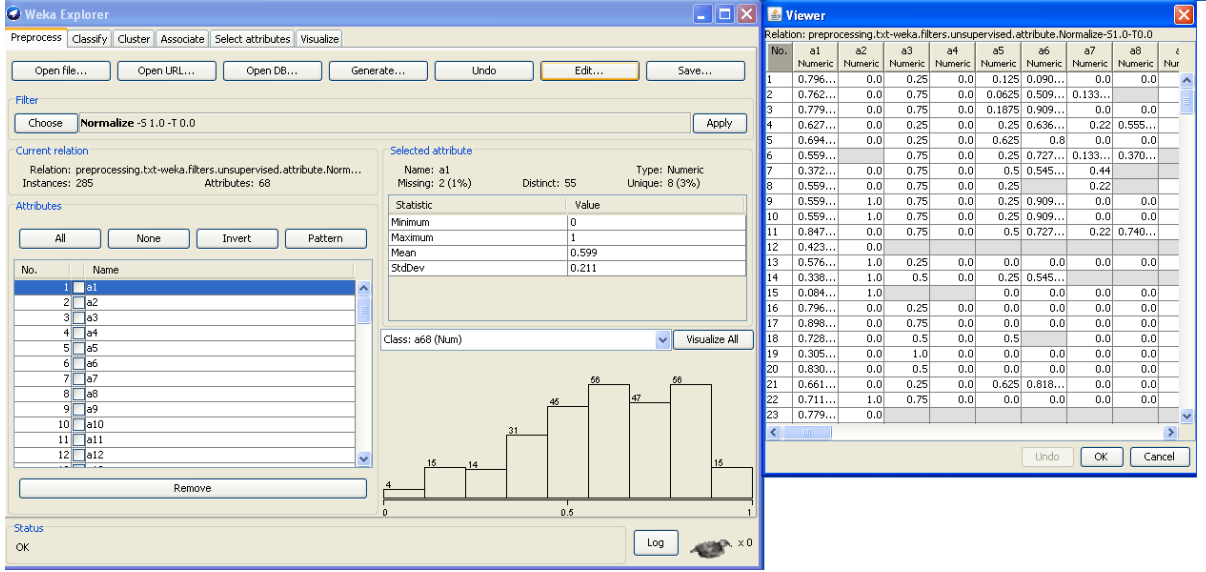 Weka Explorer
Preprocess Classify Cluster Associate Select attributes Visualize
Open file... Open URL... Open DB... Generate... Undo Edit... Save...
Filter
Choose Normalize -S 1.0 -T 0.0 Apply
Current relation
Relation: preprocessing.txt-weka.filters.unsupervised.attribute.Norm...
Instances: 285 Attributes: 68
Attributes
All None Invert Pattern
No. Name
1 a1
2 a2
3 a3
4 a4
5 a5
6 a6
7 a7
8 a8
9 a9
10 a10
11 a11
12 a12
Remove
Status
OK
Selected attribute
Name: a1 Type: Numeric
Missing: 2 (1%) Distinct: 55 Unique: 8 (3%)
Statistic Value
Minimum 0
Maximum 1
Mean 0.599
StdDev 0.211
Class: a68 (Num) Visualize All
4 15 14 31 45 56 47 56 15
0 0.5 1
Log x 0
Viewer
Relation: preprocessing.txt-weka.filters.unsupervised.attribute.Normalize-S1.0-T0.0
No. a1 a2 a3 a4 a5 a6 a7 a8
Numeric Numeric Numeric Numeric Numeric Numeric Numeric Numeric Nur
1 0.796... 0.0 0.25 0.0 0.125 0.090... 0.0 0.0
2 0.762... 0.0 0.75 0.0 0.0625 0.509... 0.133...
3 0.779... 0.0 0.75 0.0 0.1875 0.909... 0.0 0.0
4 0.627... 0.0 0.25 0.0 0.25 0.636... 0.22 0.555...
5 0.694... 0.0 0.25 0.0 0.625 0.8 0.0 0.0
6 0.559... 0.75 0.0 0.25 0.727... 0.133... 0.370...
7 0.372... 0.0 0.75 0.0 0.5 0.545... 0.44
8 0.559... 0.0 0.75 0.0 0.25 0.22
9 0.559... 1.0 0.75 0.0 0.25 0.909... 0.0 0.0
10 0.559... 1.0 0.75 0.0 0.25 0.909... 0.0 0.0
11 0.847... 0.0 0.75 0.0 0.5 0.727... 0.22 0.740...
12 0.423... 0.0
13 0.576... 1.0 0.25 0.0 0.0 0.0 0.0 0.0
14 0.338... 1.0 0.5 0.0 0.25 0.545...
15 0.084... 1.0 0.0 0.0 0.0 0.0
16 0.796... 0.0 0.25 0.0 0.0 0.0 0.0 0.0
17 0.898... 0.0 0.75 0.0 0.0 0.0 0.0 0.0
18 0.728... 0.0 0.5 0.0 0.5 0.0 0.0
19 0.305... 0.0 1.0 0.0 0.0 0.0 0.0 0.0
20 0.830... 0.0 0.5 0.0 0.0 0.0 0.0 0.0
21 0.661... 0.0 0.25 0.0 0.625 0.818... 0.0 0.0
22 0.711... 1.0 0.75 0.0 0.0 0.0 0.0 0.0
23 0.779... 0.0
Undo OK Cancel